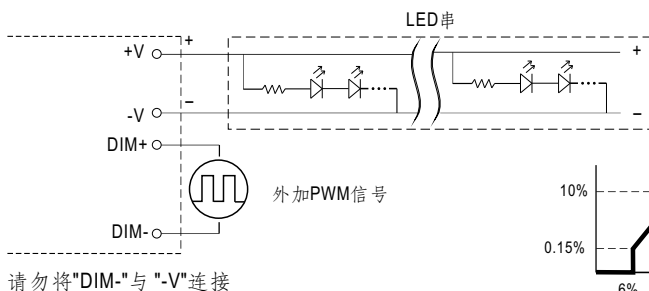 LED串
+V
+
+
-V
−
−
DIM+
外加PWM信号
DIM-
请勿将"DIM-"与 "-V"连接
10%
0.15%
6%